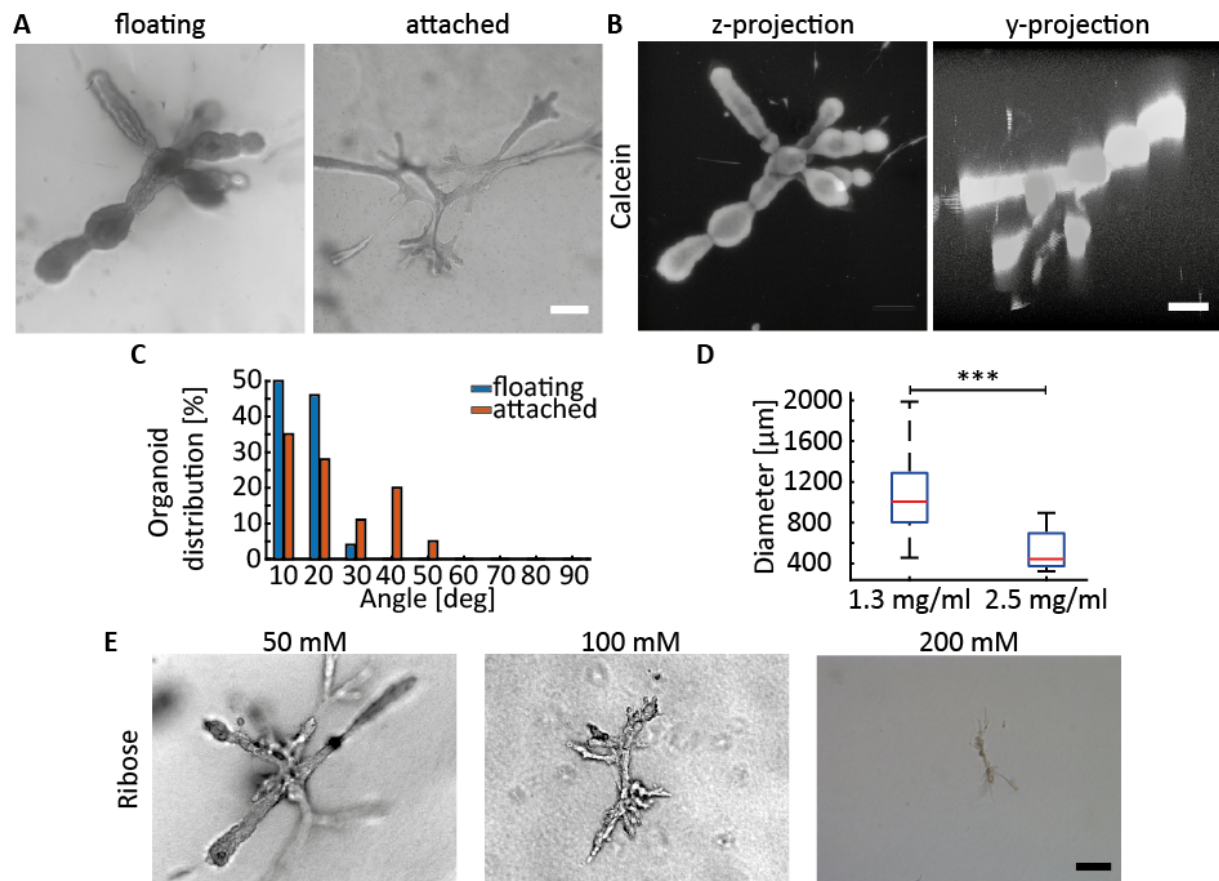 A
floating
attached
B
z-projection
y-projection
Calcein
C
50
40
30
20
10
0
Organoid
distribution [%]
floating
attached
10 20 30 40 50 60 70 80 90
Angle [deg]
D
***
2000
1600
1200
800
400
Diameter [µm]
1.3 mg/ml 2.5 mg/ml
E
50 mM
100 mM
200 mM
Ribose